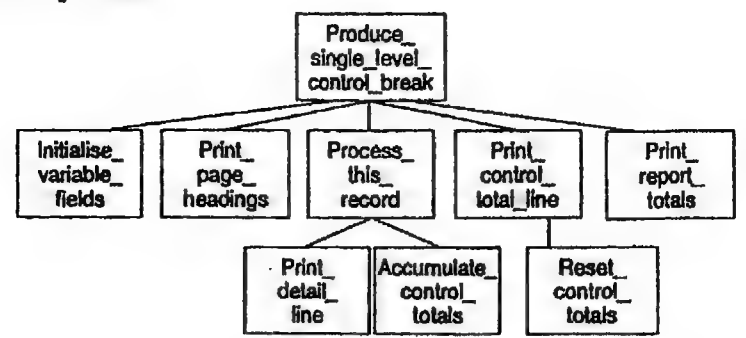 Produce_
single_level_
control_break
Initialise_
variable_
fields
Print_
page_
headings
Process_
this_
record
Print_
control_
total_line
Print_
report_
totals
Print_
detail_
line
Accumulate_
control_
totals
Reset_
control_
totals